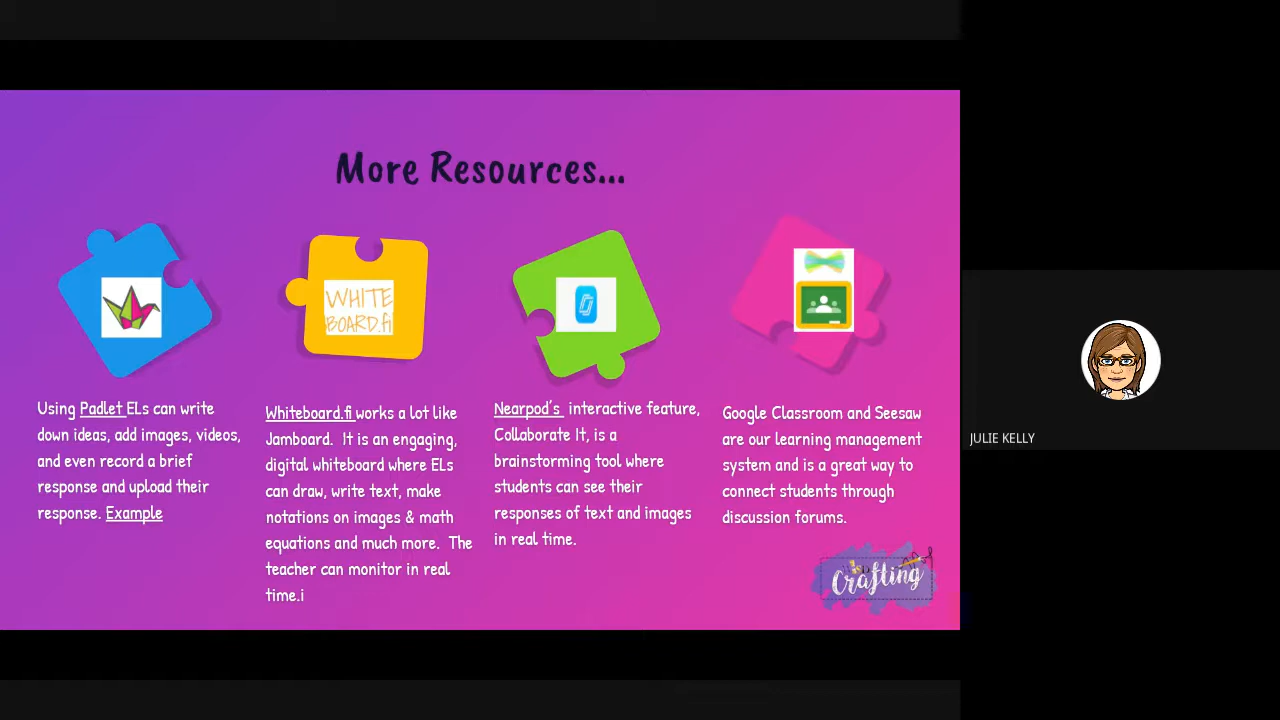 More Resources...
WHITE
BOARD.fi
Using Padlet ELs can write
down ideas, add images, videos,
and even record a brief
response and upload their
response. Example
Whiteboard.fi works a lot like
Jamboard. It is an engaging,
digital whiteboard where ELs
can draw, write text, make
notations on images & math
equations and much more. The
teacher can monitor in real
time.i
Nearpod's interactive feature,
Collaborate It, is a
brainstorming tool where
students can see their
responses of text and images
in real time.
Google Classroom and Seesaw
are our learning management
system and is a great way to
connect students through
discussion forums.
Crafting
JULIE KELLY